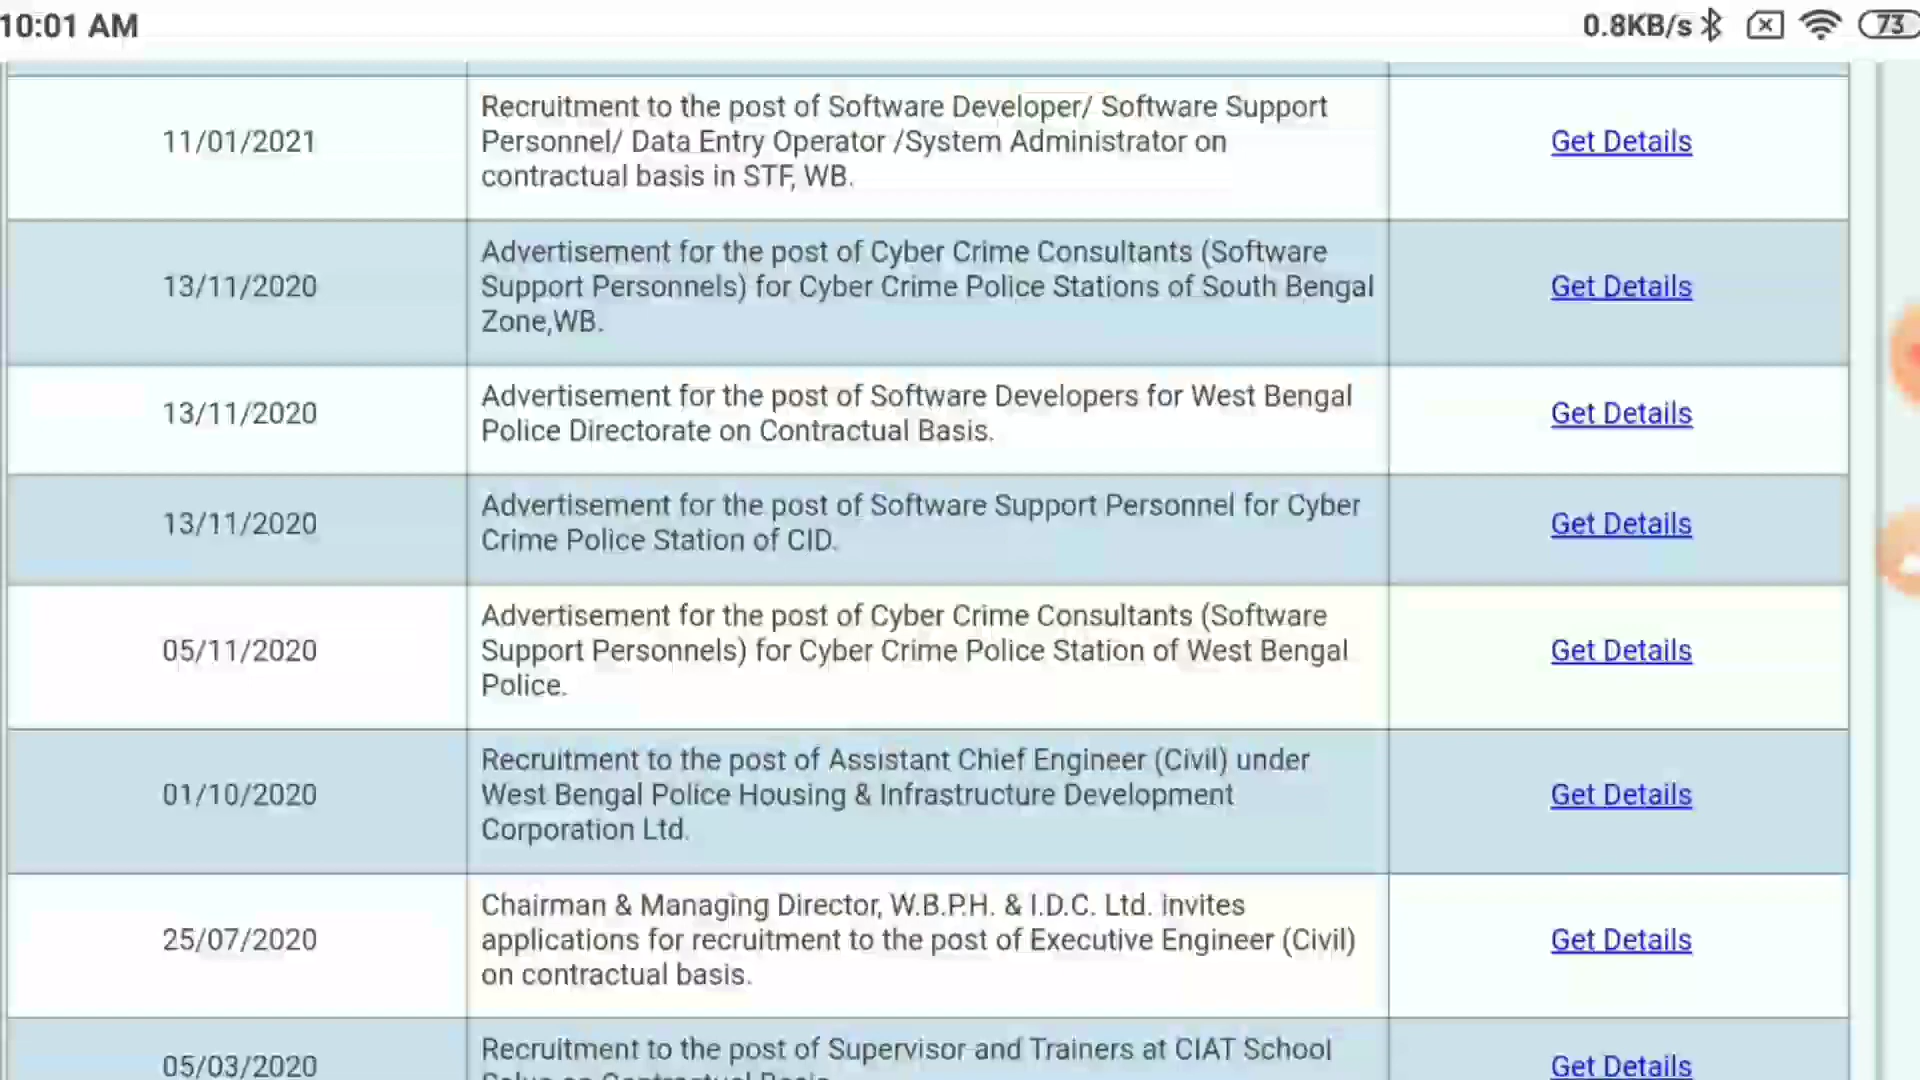 10:01 AM
0.8KB/s
73
11/01/2021
Recruitment to the post of Software Developer/ Software Support
Personnel/ Data Entry Operator /System Administrator on
contractual basis in STF, WB.
Get Details
13/11/2020
Advertisement for the post of Cyber Crime Consultants (Software
Support Personnels) for Cyber Crime Police Stations of South Bengal
Zone,WB.
Get Details
13/11/2020
Advertisement for the post of Software Developers for West Bengal
Police Directorate on Contractual Basis.
Get Details
13/11/2020
Advertisement for the post of Software Support Personnel for Cyber
Crime Police Station of CID.
Get Details
05/11/2020
Advertisement for the post of Cyber Crime Consultants (Software
Support Personnels) for Cyber Crime Police Station of West Bengal
Police.
Get Details
01/10/2020
Recruitment to the post of Assistant Chief Engineer (Civil) under
West Bengal Police Housing & Infrastructure Development
Corporation Ltd.
Get Details
25/07/2020
Chairman & Managing Director, W.B.P.H. & I.D.C. Ltd. invites
applications for recruitment to the post of Executive Engineer (Civil)
on contractual basis.
Get Details
05/03/2020
Recruitment to the post of Supervisor and Trainers at CIAT School
Get Details